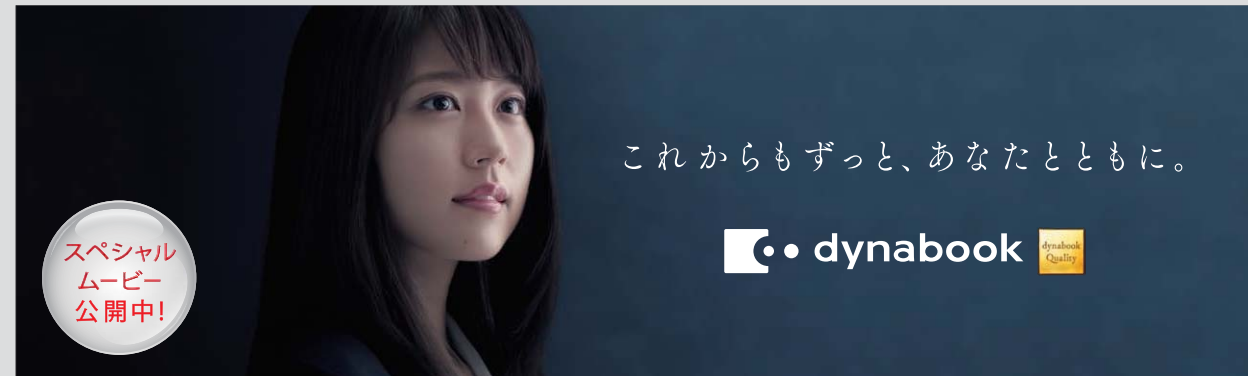 これからもずっと、あなたとともに。
dynabook
dynabook
Quality
スペシャル
ムービー
公開中!